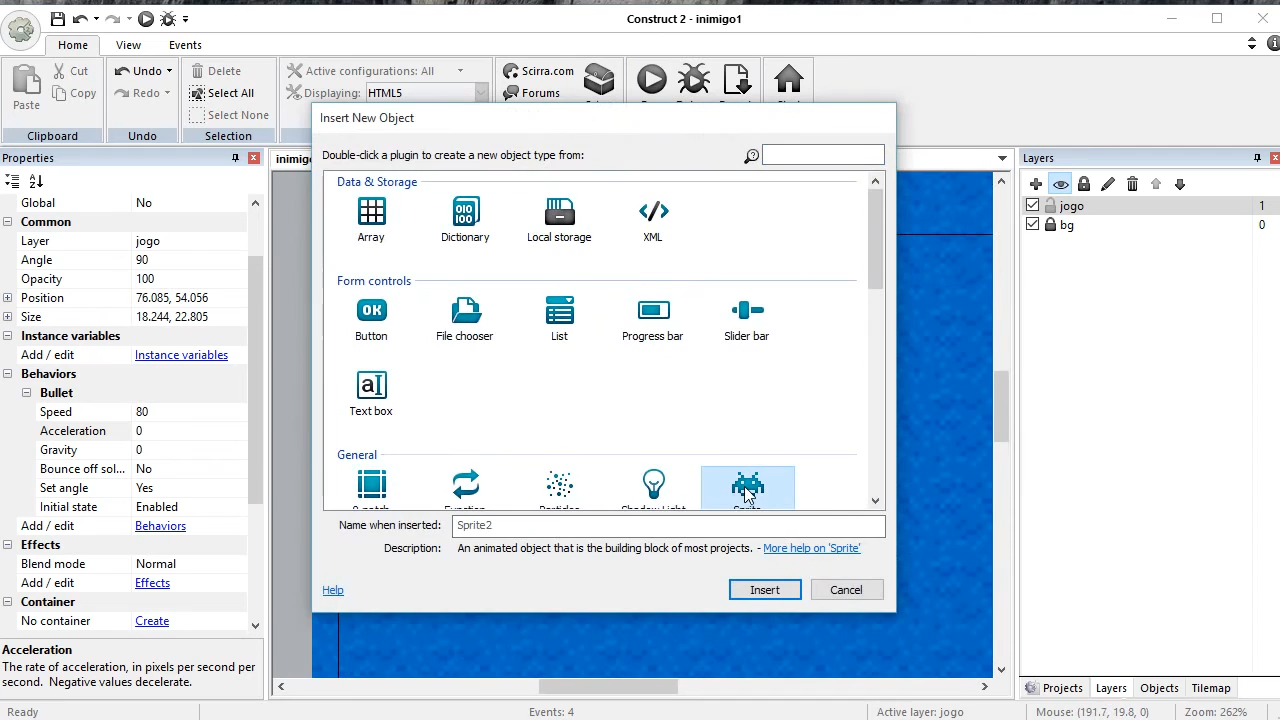 Construct 2 - inimigo1
Home View Events
Paste
Cut
Copy
Clipboard
Undo
Redo
Undo
Delete
Select All
Select None
Selection
Active configurations: All
Displaying: HTML5
Scirra.com
Forums
Insert New Object
Double-click a plugin to create a new object type from:
Data & Storage
Array Dictionary Local storage XML
Form controls
Button File chooser List Progress bar Slider bar
Text box
General
9-patch Function Particles Shadow Light Sprite
Name when inserted: Sprite2
Description: An animated object that is the building block of most projects. - More help on 'Sprite'
Help Insert Cancel
Properties
Global No
Common
Layer jogo
Angle 90
Opacity 100
Position 76.085, 54.056
Size 18.244, 22.805
Instance variables
Add / edit Instance variables
Behaviors
Bullet
Speed 80
Acceleration 0
Gravity 0
Bounce off sol... No
Set angle Yes
Initial state Enabled
Add / edit Behaviors
Effects
Blend mode Normal
Add / edit Effects
Container
No container Create
Acceleration
The rate of acceleration, in pixels per second per
second. Negative values decelerate.
inimig
Layers
jogo 1
bg 0
Projects Layers Objects Tilemap
Ready Events: 4 Active layer: jogo Mouse: (191.7, 19.8, 0) Zoom: 262%